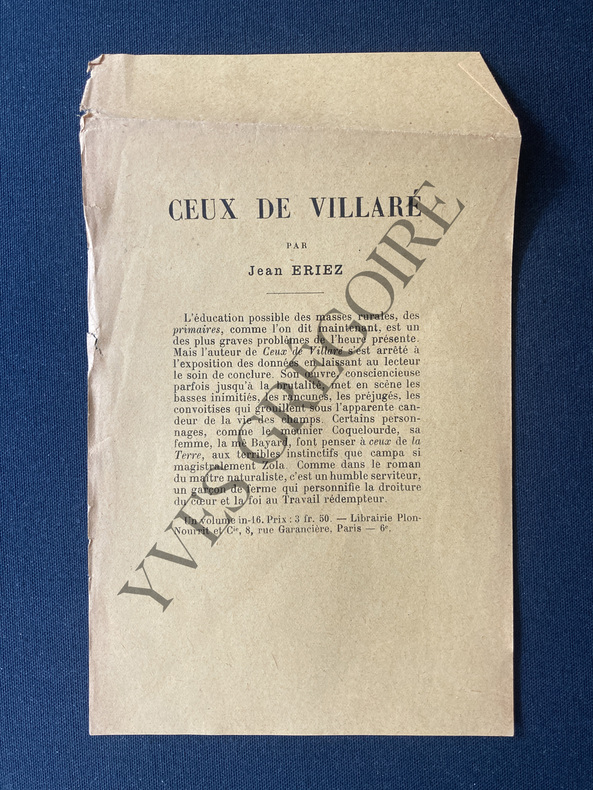 CEUX DE VILLARÉ
PAR
Jean ERIEZ
L'éducation possible des masses rurales, des
primaires, comme l'on dit maintenant, est un
des plus graves problèmes de l'heure présente.
Mais l'auteur de Ceux de Villaré s'est arrêté à
l'exposition des données en laissant au lecteur
le soin de conclure. Son œuvre, consciencieuse
parfois jusqu'à la brutalité, met en scène les
basses inimitiés, les rancunes, les préjugés, les
convoitises qui grouillent sous l'apparente can-
deur de la vie des champs. Certains person-
nages, comme le meunier Coquelourde, sa
femme, la mé Bayard, font penser à ceux de la
Terre, aux terribles instinctifs que campa si
magistralement Zola. Comme dans le roman
du maître naturaliste, c'est un humble serviteur,
un garçon de ferme qui personnifie la droiture
du cœur et la foi au Travail rédempteur.
Un volume in-16. Prix : 3 fr. 50. — Librairie Plon-
Nourrit et Cie, 8, rue Garancière, Paris — 6e.
YVES GRÉGOIRE